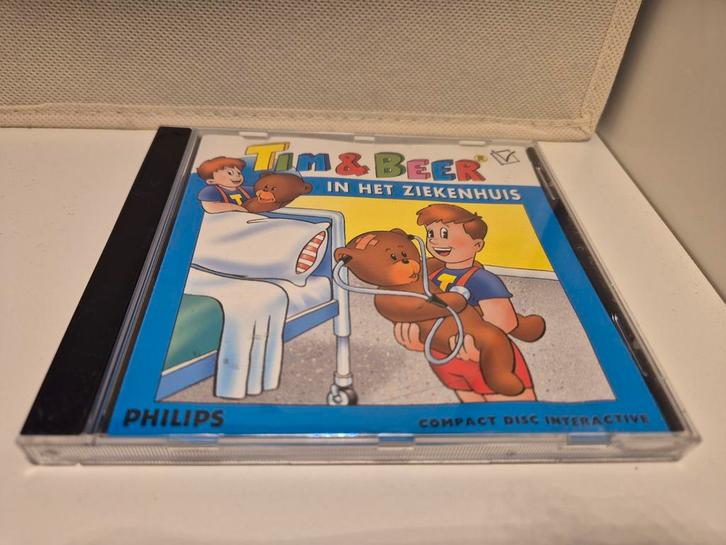 TIM & BEER®
IN HET ZIEKENHUIS
T
T
PHILIPS
COMPACT DISC INTERACTIVE